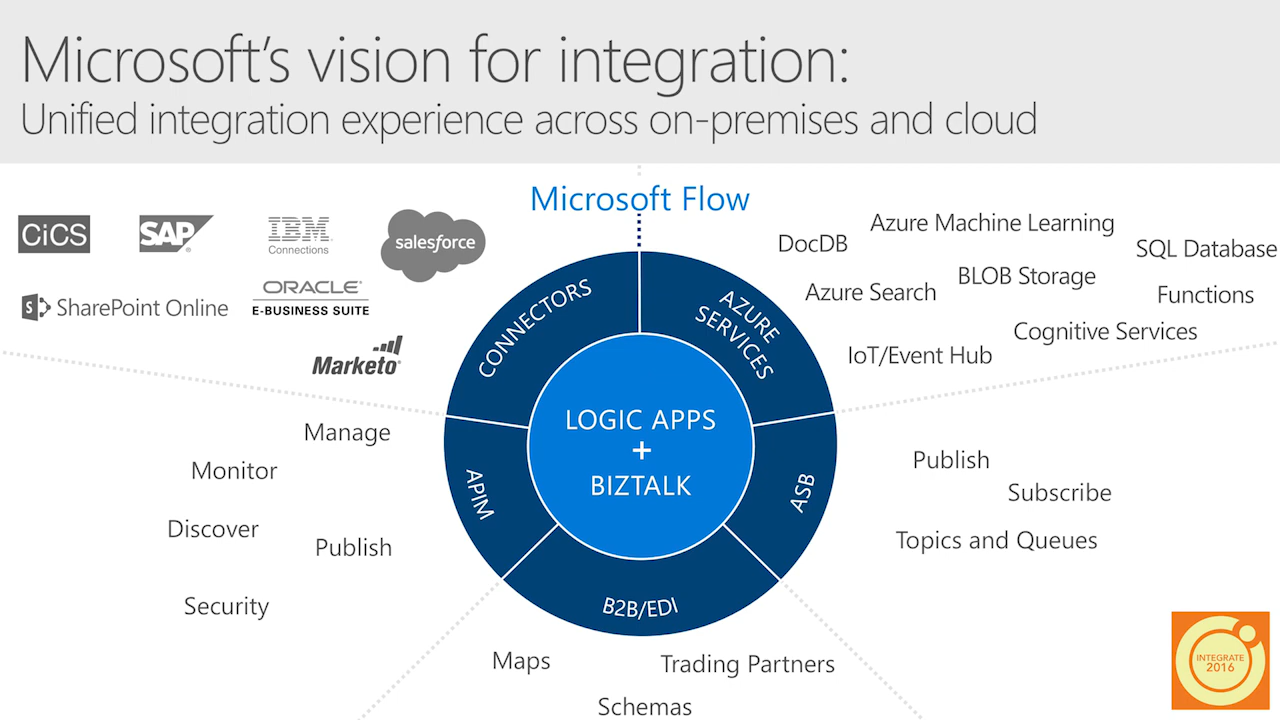 Microsoft's vision for integration:
Unified integration experience across on-premises and cloud
Microsoft Flow
CiCS
SAP
®
IBM
Connections
salesforce
SharePoint Online
ORACLE®
E-BUSINESS SUITE
Marketo®
DocDB
Azure Machine Learning
SQL Database
Azure Search
BLOB Storage
Functions
Cognitive Services
IoT/Event Hub
CONNECTORS
AZURE
SERVICES
LOGIC APPS
+
BIZTALK
APIM
ASB
B2B/EDI
Manage
Monitor
Discover
Publish
Security
Publish
Subscribe
Topics and Queues
Maps
Trading Partners
Schemas
INTEGRATE
2016